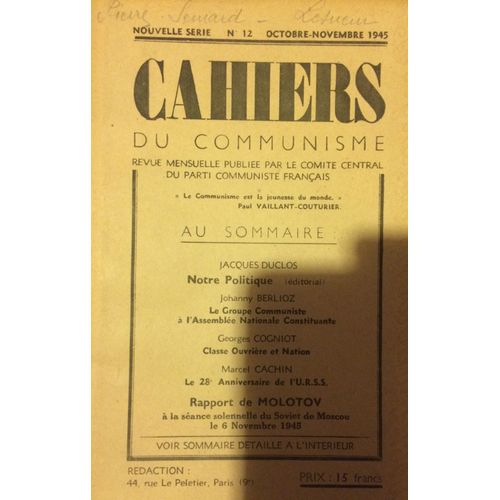 Pierre Semard -
NOUVELLE SERIE N° 12 OCTOBRE-NOVEMBRE 1945
CAHIERS
DU COMMUNISME
REVUE MENSUELLE PUBLIEE PAR LE COMITE CENTRAL
DU PARTI COMMUNISTE FRANÇAIS
« Le Communisme est la jeunesse du monde. »
Paul VAILLANT-COUTURIER.
AU SOMMAIRE :
JACQUES DUCLOS
Notre Politique (éditorial)
Johanny BERLIOZ
Le Groupe Communiste
à l'Assemblée Nationale Constituante
Georges COGNIOT
Classe Ouvrière et Nation
Marcel CACHIN
Le 28e Anniversaire de l'U.R.S.S.
Rapport de MOLOTOV
à la séance solennelle du Soviet de Moscou
le 6 Novembre 1945
VOIR SOMMAIRE DETAILLE A L'INTERIEUR
REDACTION :
44, rue Le Peletier, Paris (9e)
PRIX : 15 francs